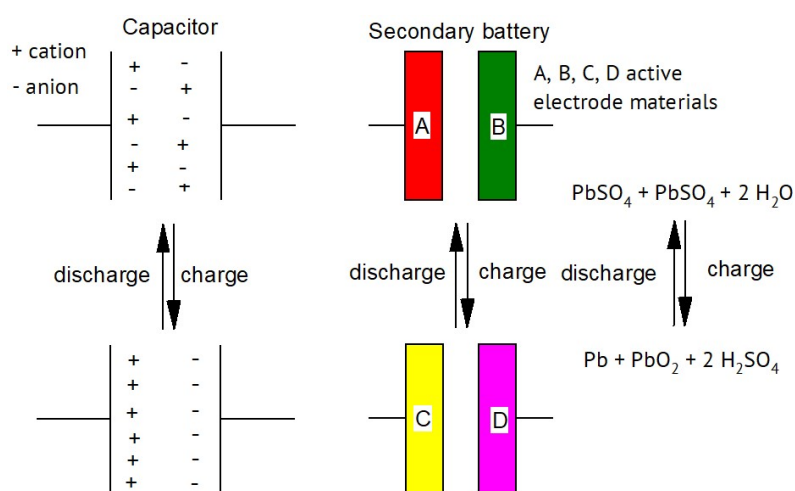 Capacitor
+ cation
- anion
+ -
- +
+ -
- +
+ -
- +
discharge charge
+ -
+ -
+ -
+ -
+ -
+ -
Secondary battery
A B
A, B, C, D active
electrode materials
discharge charge
C D
PbSO₄ + PbSO₄ + 2 H₂O
discharge charge
Pb + PbO₂ + 2 H₂SO₄